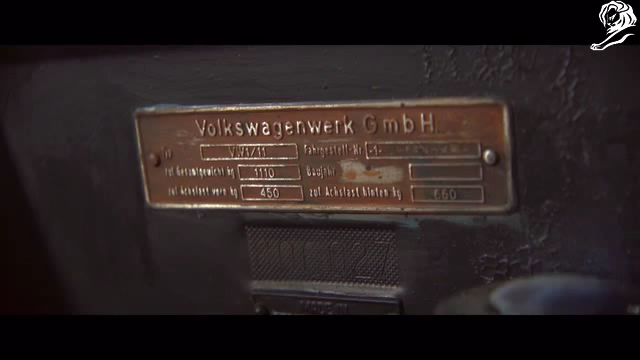 Volkswagenwerk GmbH
VW1/11 Fahrgestell-Nr. -1-
zul Gesamtgewicht kg 1110 Baujahr
zul Achslast vorn kg 450 zul Achslast hinten kg 660